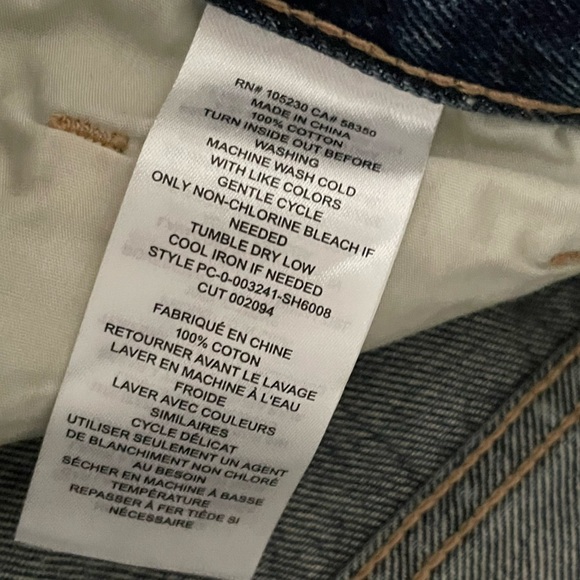 RN# 105230 CA# 58350
MADE IN CHINA
100% COTTON
TURN INSIDE OUT BEFORE
WASHING
MACHINE WASH COLD
WITH LIKE COLORS
GENTLE CYCLE
ONLY NON-CHLORINE BLEACH IF
NEEDED
TUMBLE DRY LOW
COOL IRON IF NEEDED
STYLE PC-0-003241-SH6008
CUT 002094
FABRIQUÉ EN CHINE
100% COTON
RETOURNER AVANT LE LAVAGE
LAVER EN MACHINE À L'EAU
FROIDE
LAVER AVEC COULEURS
SIMILAIRES
CYCLE DÉLICAT
UTILISER SEULEMENT UN AGENT
DE BLANCHIMENT NON CHLORÉ
AU BESOIN
SÉCHER EN MACHINE À BASSE
TEMPÉRATURE
REPASSER À FER TIÉDE SI
NÉCESSAIRE